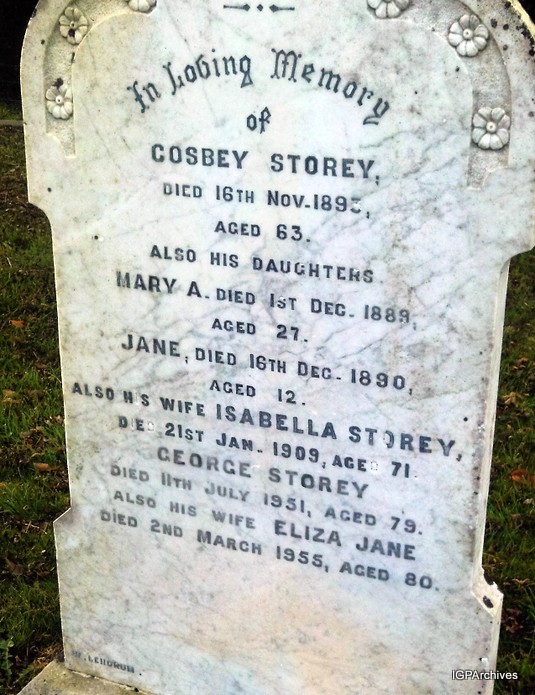 In Loving Memory
of
COSBEY STOREY,
DIED 16TH NOV. 1893,
AGED 63.
ALSO HIS DAUGHTERS
MARY A. DIED 1ST DEC. 1889,
AGED 27.
JANE, DIED 16TH DEC. 1890,
AGED 12.
ALSO HIS WIFE ISABELLA STOREY,
DIED 21ST JAN. 1909, AGED 71.
GEORGE STOREY
DIED 11TH JULY 1951, AGED 79.
ALSO HIS WIFE ELIZA JANE
DIED 2ND MARCH 1955, AGED 80.
IGPArchives